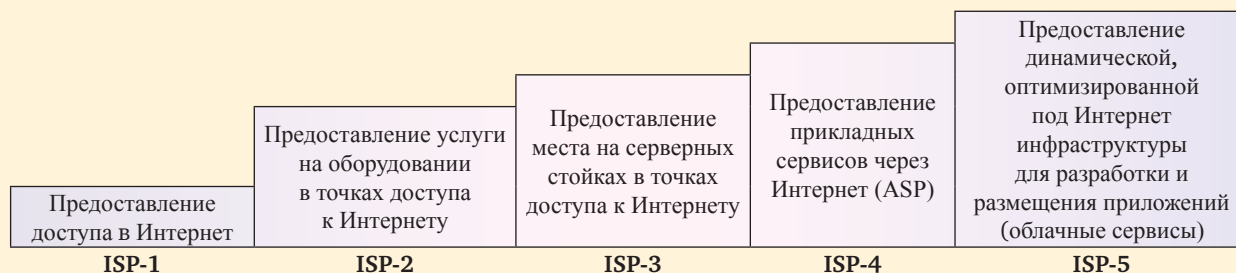 Предоставление
доступа в Интернет
Предоставление услуги
на оборудовании
в точках доступа
к Интернету
Предоставление
места на серверных
стойках в точках
доступа к Интернету
Предоставление
прикладных
сервисов через
Интернет (ASP)
Предоставление
динамической,
оптимизированной
под Интернет
инфраструктуры
для разработки и
размещения приложений
(облачные сервисы)
ISP-1
ISP-2
ISP-3
ISP-4
ISP-5